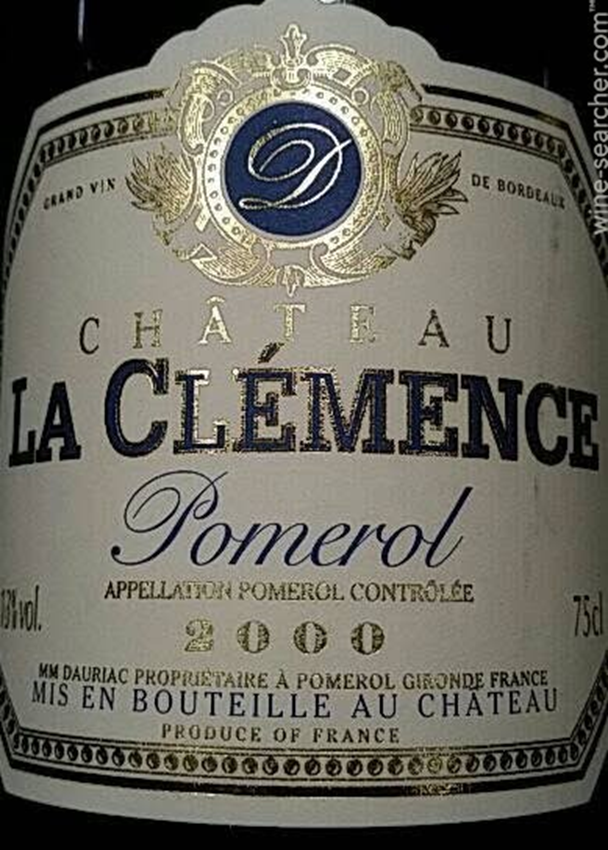 D
GRAND VIN DE BORDEAUX
CHÂTEAU
LA CLÉMENCE
Pomerol
APPELLATION POMEROL CONTRÔLÉE
13%vol. 75cl
2000
MM DAURIAC PROPRIÉTAIRE À POMEROL GIRONDE FRANCE
MIS EN BOUTEILLE AU CHÂTEAU
PRODUCE OF FRANCE
wine-searcher.com™